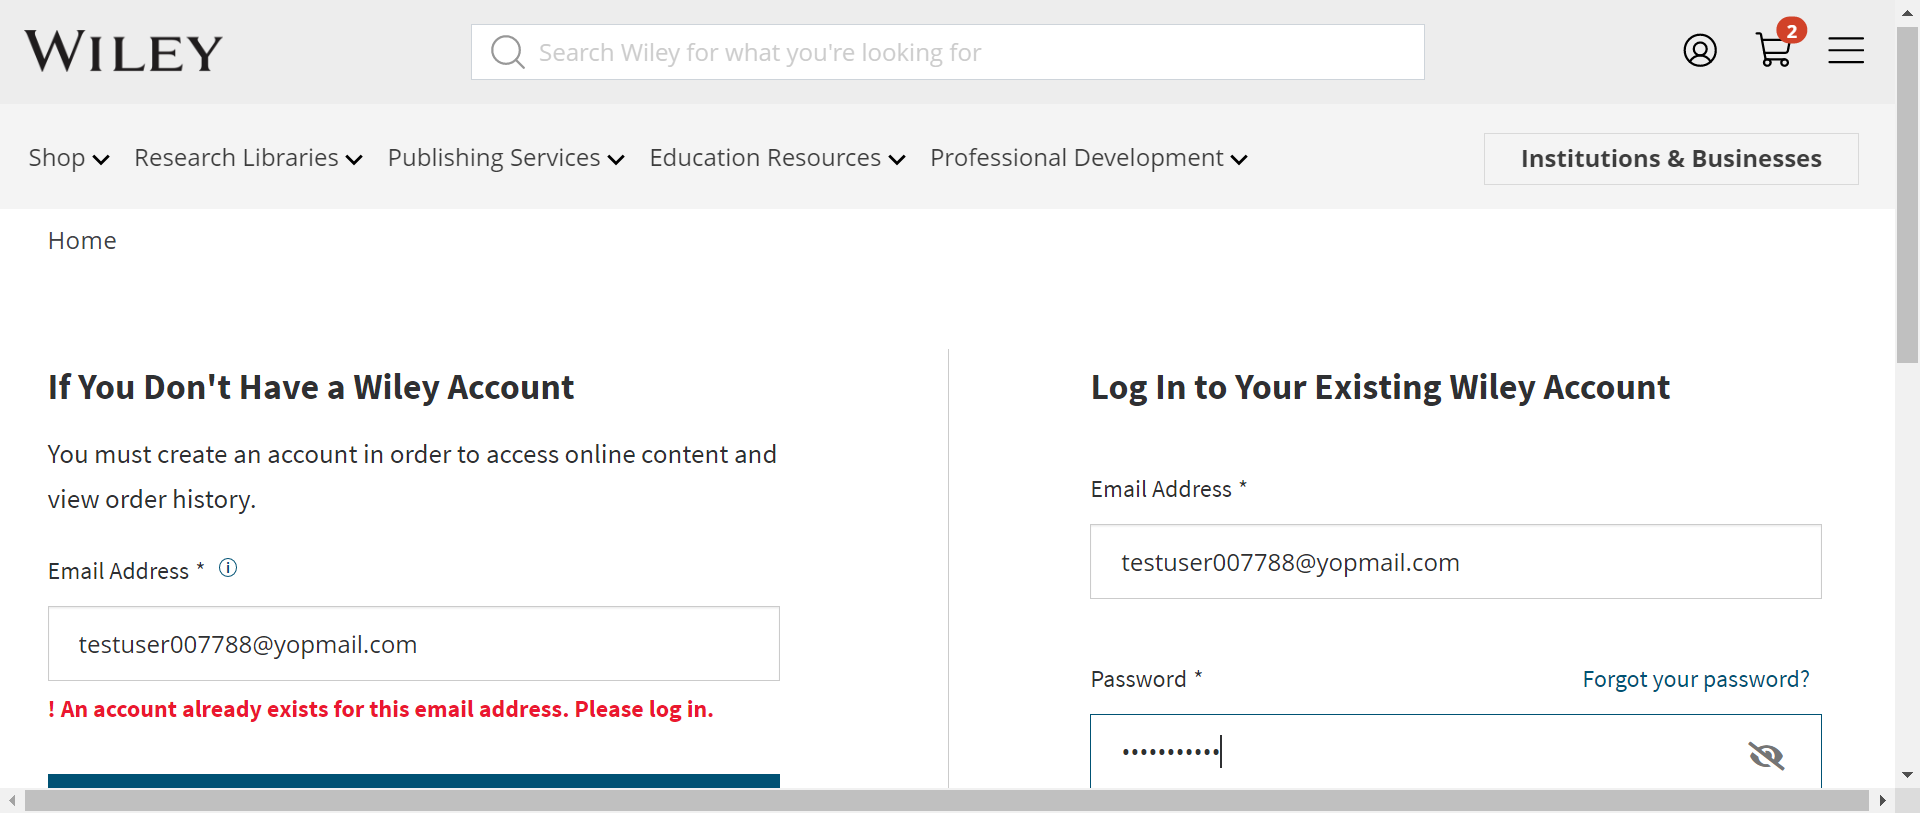 WILEY
Search Wiley for what you're looking for
2
Shop
Research Libraries
Publishing Services
Education Resources
Professional Development
Institutions & Businesses
Home
If You Don't Have a Wiley Account
You must create an account in order to access online content and
view order history.
Email Address *
testuser007788@yopmail.com
! An account already exists for this email address. Please log in.
Log In to Your Existing Wiley Account
Email Address *
testuser007788@yopmail.com
Password *
Forgot your password?
•••••••••••